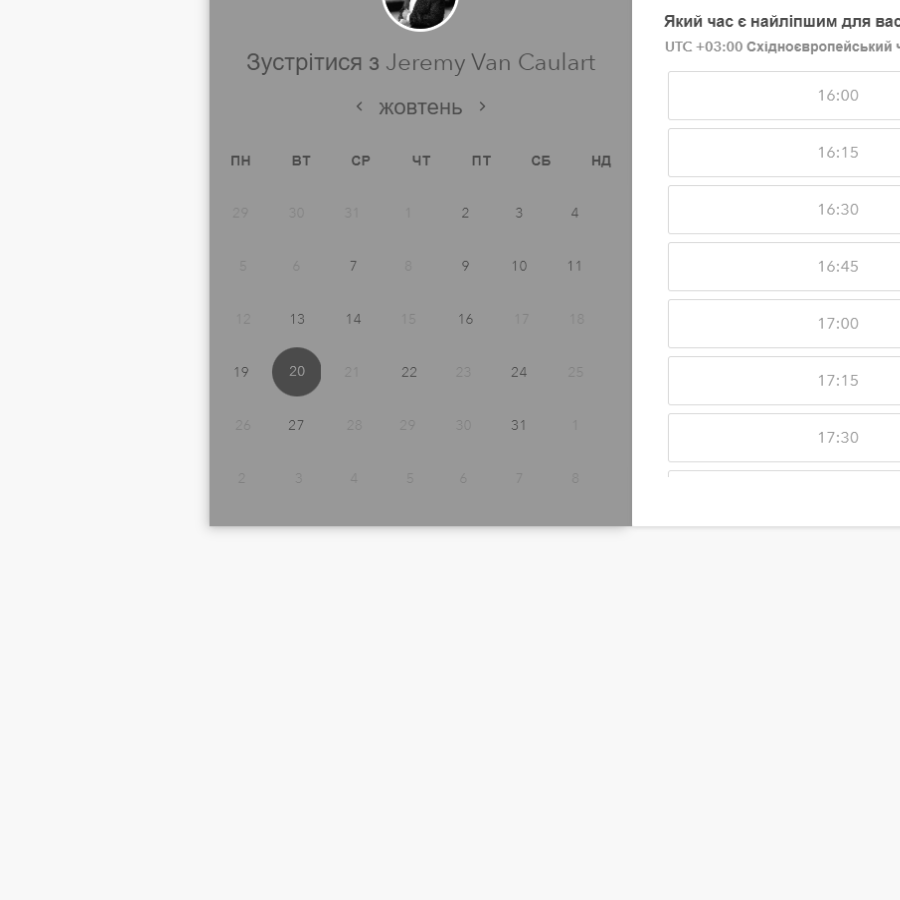 Зустрітися з Jeremy Van Caulart
жовтень
ПН ВТ СР ЧТ ПТ СБ НД
29 30 31 1 2 3 4
5 6 7 8 9 10 11
12 13 14 15 16 17 18
19 20 21 22 23 24 25
26 27 28 29 30 31 1
2 3 4 5 6 7 8
Який час є найліпшим для вас
UTC +03:00 Східноєвропейський
16:00
16:15
16:30
16:45
17:00
17:15
17:30